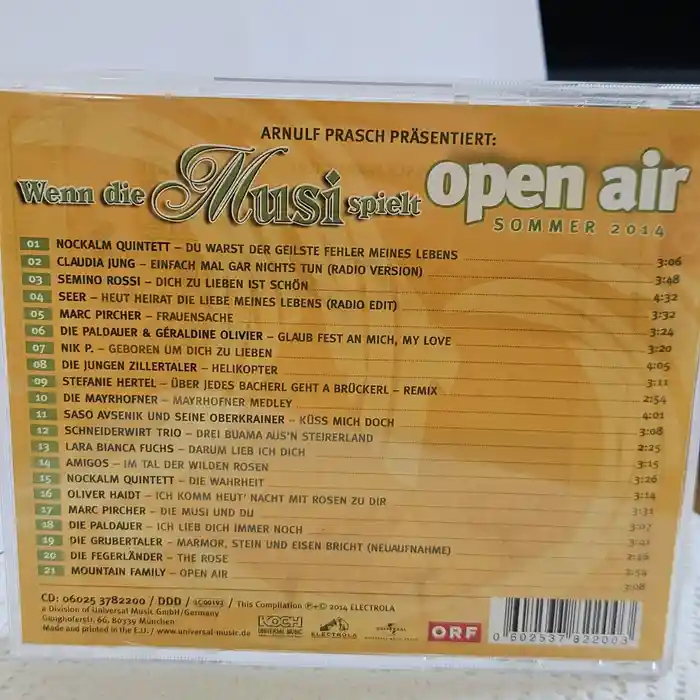 ARNULF PRASCH PRÄSENTIERT:
Wenn die Musi spielt open air
SOMMER 2014
01 NOCKALM QUINTETT – DU WARST DER GEILSTE FEHLER MEINES LEBENS 3:06
02 CLAUDIA JUNG – EINFACH MAL GAR NICHTS TUN (RADIO VERSION) 3:48
03 SEMINO ROSSI – DICH ZU LIEBEN IST SCHÖN 4:32
04 SEER – HEUT HEIRAT DIE LIEBE MEINES LEBENS (RADIO EDIT) 3:32
05 MARC PIRCHER – FRAUENSACHE 3:24
06 DIE PALDAUER & GÉRALDINE OLIVIER – GLAUB FEST AN MICH, MY LOVE 3:20
07 NIK P. – GEBOREN UM DICH ZU LIEBEN 4:05
08 DIE JUNGEN ZILLERTALER – HELIKOPTER 3:11
09 STEFANIE HERTEL – ÜBER JEDES BACHERL GEHT A BRÜCKERL – REMIX 2:54
10 DIE MAYRHOFNER – MAYRHOFNER MEDLEY 4:01
11 SASO AVSENIK UND SEINE OBERKRAINER – KÜSS MICH DOCH 3:08
12 SCHNEIDERWIRT TRIO – DREI BUAMA AUS'N STEIRERLAND 2:25
13 LARA BIANCA FUCHS – DARUM LIEB ICH DICH 3:15
14 AMIGOS – IM TAL DER WILDEN ROSEN 3:26
15 NOCKALM QUINTETT – DIE WAHRHEIT 3:14
16 OLIVER HAIDT – ICH KOMM HEUT' NACHT MIT ROSEN ZU DIR 3:31
17 MARC PIRCHER – DIE MUSI UND DU 3:07
18 DIE PALDAUER – ICH LIEB DICH IMMER NOCH 3:41
19 DIE GRUBERTALER – MARMOR, STEIN UND EISEN BRICHT (NEUAUFNAHME)
20 DIE FEGERLÄNDER – THE ROSE 2:54
21 MOUNTAIN FAMILY – OPEN AIR 3:08
CD: 06025 3782200 / DDD / LC 00193 / This Compilation ℗+© 2014 ELECTROLA
a Division of Universal Music GmbH/Germany
66, 80339 München
Made and printed in the E.U. / www.universal-music.de
KOCH UNIVERSAL MUSIC ELECTROLA UNIVERSAL ORF
0 602537 822003